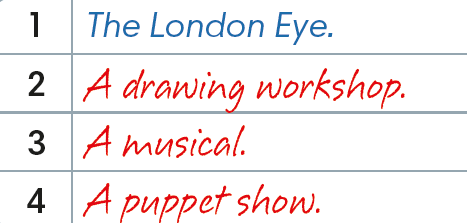 1 The London Eye.
2 A drawing workshop.
3 A musical.
4 A puppet show.